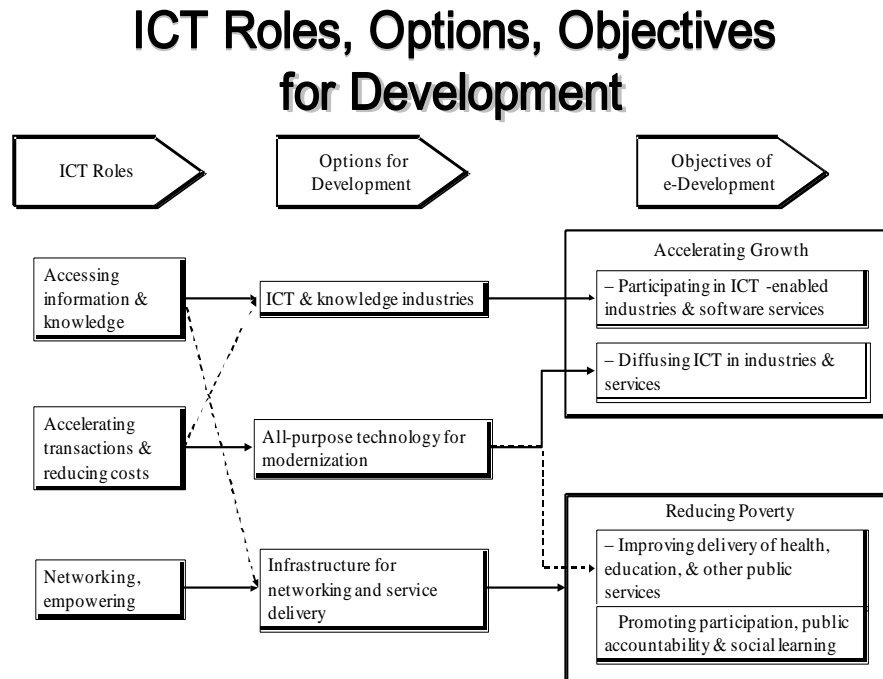 ICT Roles, Options, Objectives
for Development
ICT Roles
Options for
Development
Objectives of
e-Development
Accessing
information &
knowledge
Accelerating
transactions &
reducing costs
Networking,
empowering
ICT & knowledge industries
All-purpose technology for
modernization
Infrastructure for
networking and service
delivery
Accelerating Growth
– Participating in ICT -enabled
industries & software services
– Diffusing ICT in industries &
services
Reducing Poverty
– Improving delivery of health,
education, & other public
services
Promoting participation, public
accountability & social learning